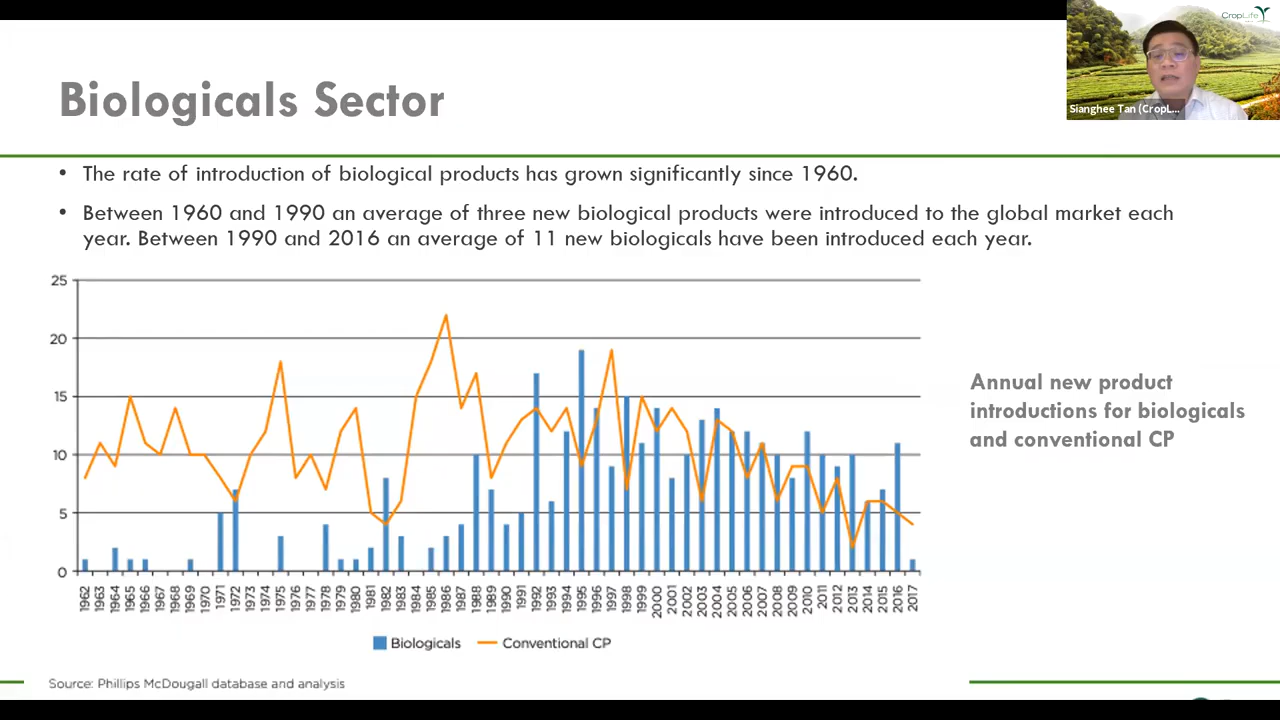 CropLife
Sianghee Tan (CropL...
Biologicals Sector
• The rate of introduction of biological products has grown significantly since 1960.
• Between 1960 and 1990 an average of three new biological products were introduced to the global market each
year. Between 1990 and 2016 an average of 11 new biologicals have been introduced each year.
25
20
15
10
5
0
1962 1963 1964 1965 1966 1967 1968 1969 1970 1971 1972 1973 1974 1975 1976 1977 1978 1979 1980 1981 1982 1983 1984 1985 1986 1987 1988 1989 1990 1991 1992 1993 1994 1995 1996 1997 1998 1999 2000 2001 2002 2003 2004 2005 2006 2007 2008 2009 2010 2011 2012 2013 2014 2015 2016 2017
Biologicals Conventional CP
Annual new product
introductions for biologicals
and conventional CP
Source: Phillips McDougall database and analysis